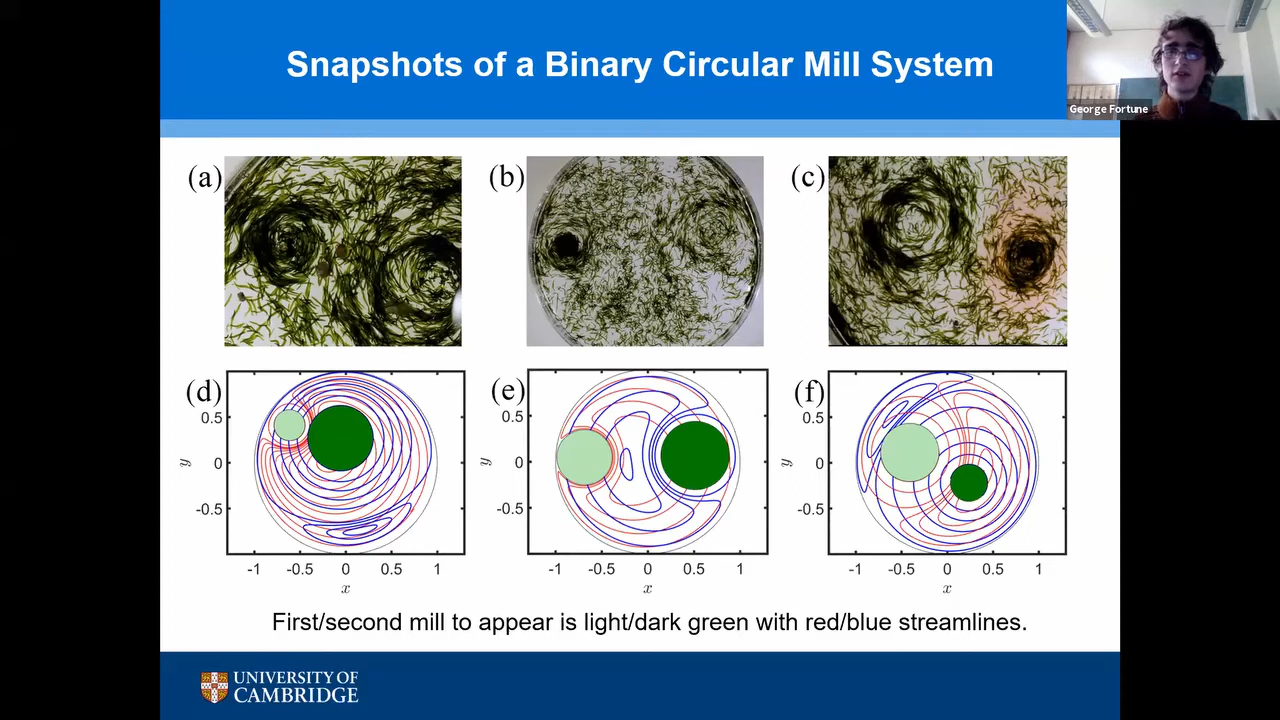 Snapshots of a Binary Circular Mill System
George Fortune
(a)
(b)
(c)
(d)
0.5
0
-0.5
y
-1 -0.5 0 0.5 1
x
(e)
0.5
0
-0.5
y
-1 -0.5 0 0.5 1
x
(f)
0.5
0
-0.5
y
-1 -0.5 0 0.5 1
x
First/second mill to appear is light/dark green with red/blue streamlines.
UNIVERSITY OF
CAMBRIDGE